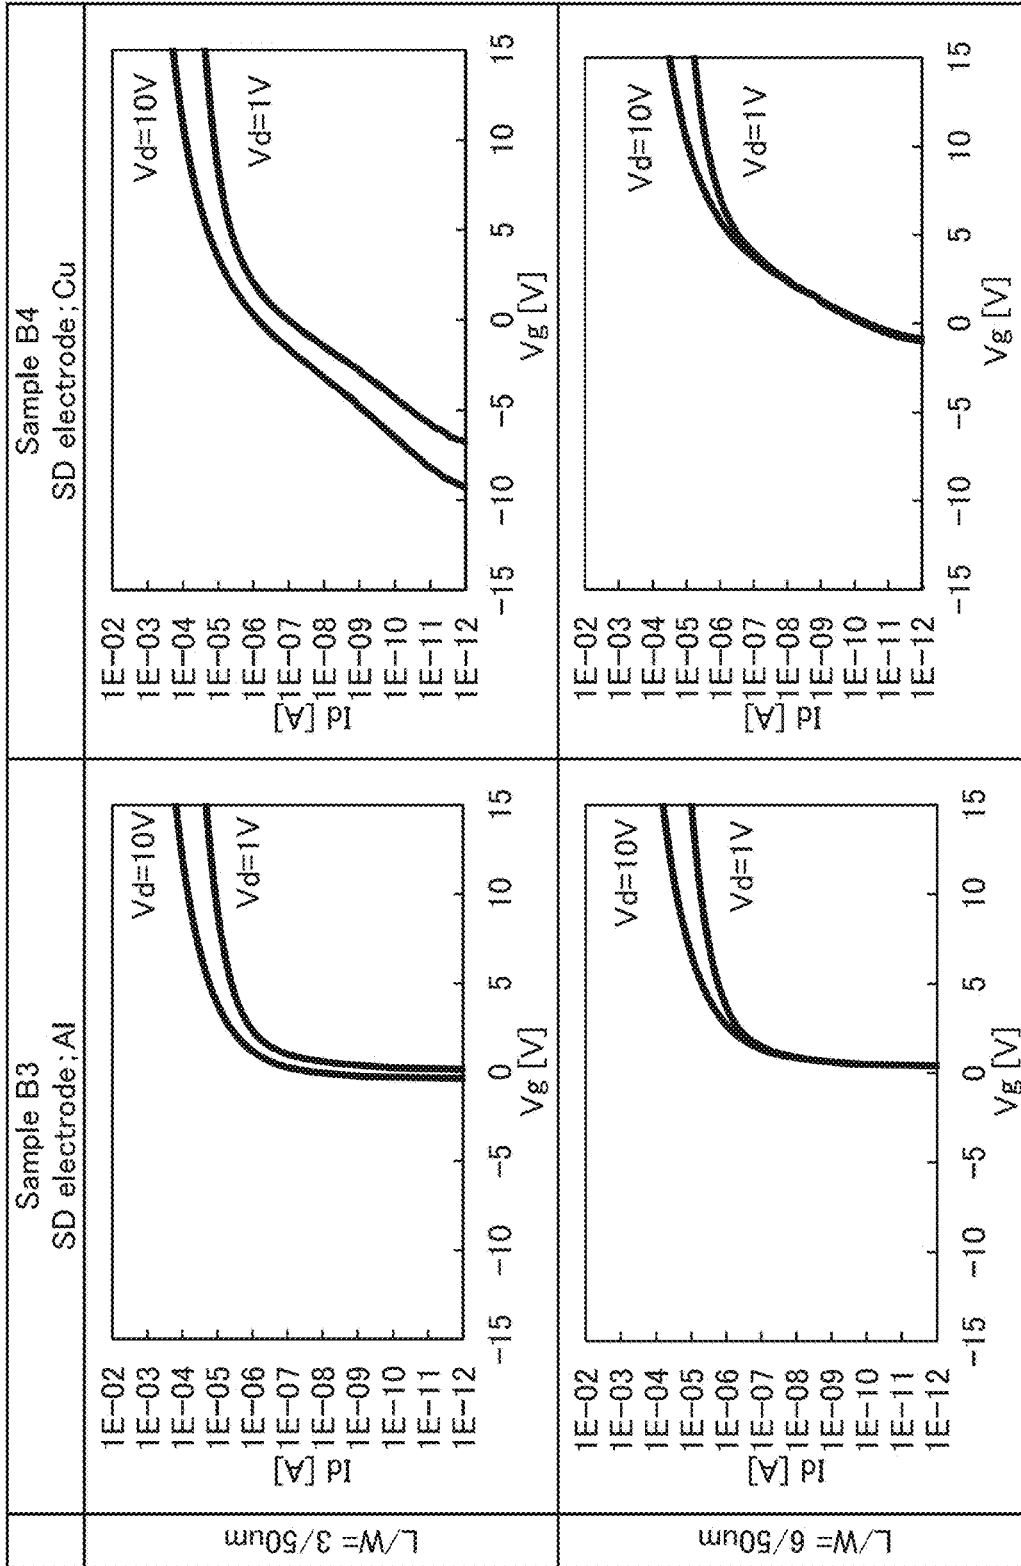 Sample B3
SD electrode;Al
Sample B4
SD electrode;Cu
L/W= 3/50um
Id [A]
1E-02
1E-03
1E-04
1E-05
1E-06
1E-07
1E-08
1E-09
1E-10
1E-11
1E-12
Vd=10V
Vd=1V
-15 -10 -5 0 5 10 15
Vg [V]
Id [A]
1E-02
1E-03
1E-04
1E-05
1E-06
1E-07
1E-08
1E-09
1E-10
1E-11
1E-12
Vd=10V
Vd=1V
-15 -10 -5 0 5 10 15
Vg [V]
L/W= 6/50um
Id [A]
1E-02
1E-03
1E-04
1E-05
1E-06
1E-07
1E-08
1E-09
1E-10
1E-11
1E-12
Vd=10V
Vd=1V
-15 -10 -5 0 5 10 15
Vg [V]
Id [A]
1E-02
1E-03
1E-04
1E-05
1E-06
1E-07
1E-08
1E-09
1E-10
1E-11
1E-12
Vd=10V
Vd=1V
-15 -10 -5 0 5 10 15
Vg [V]